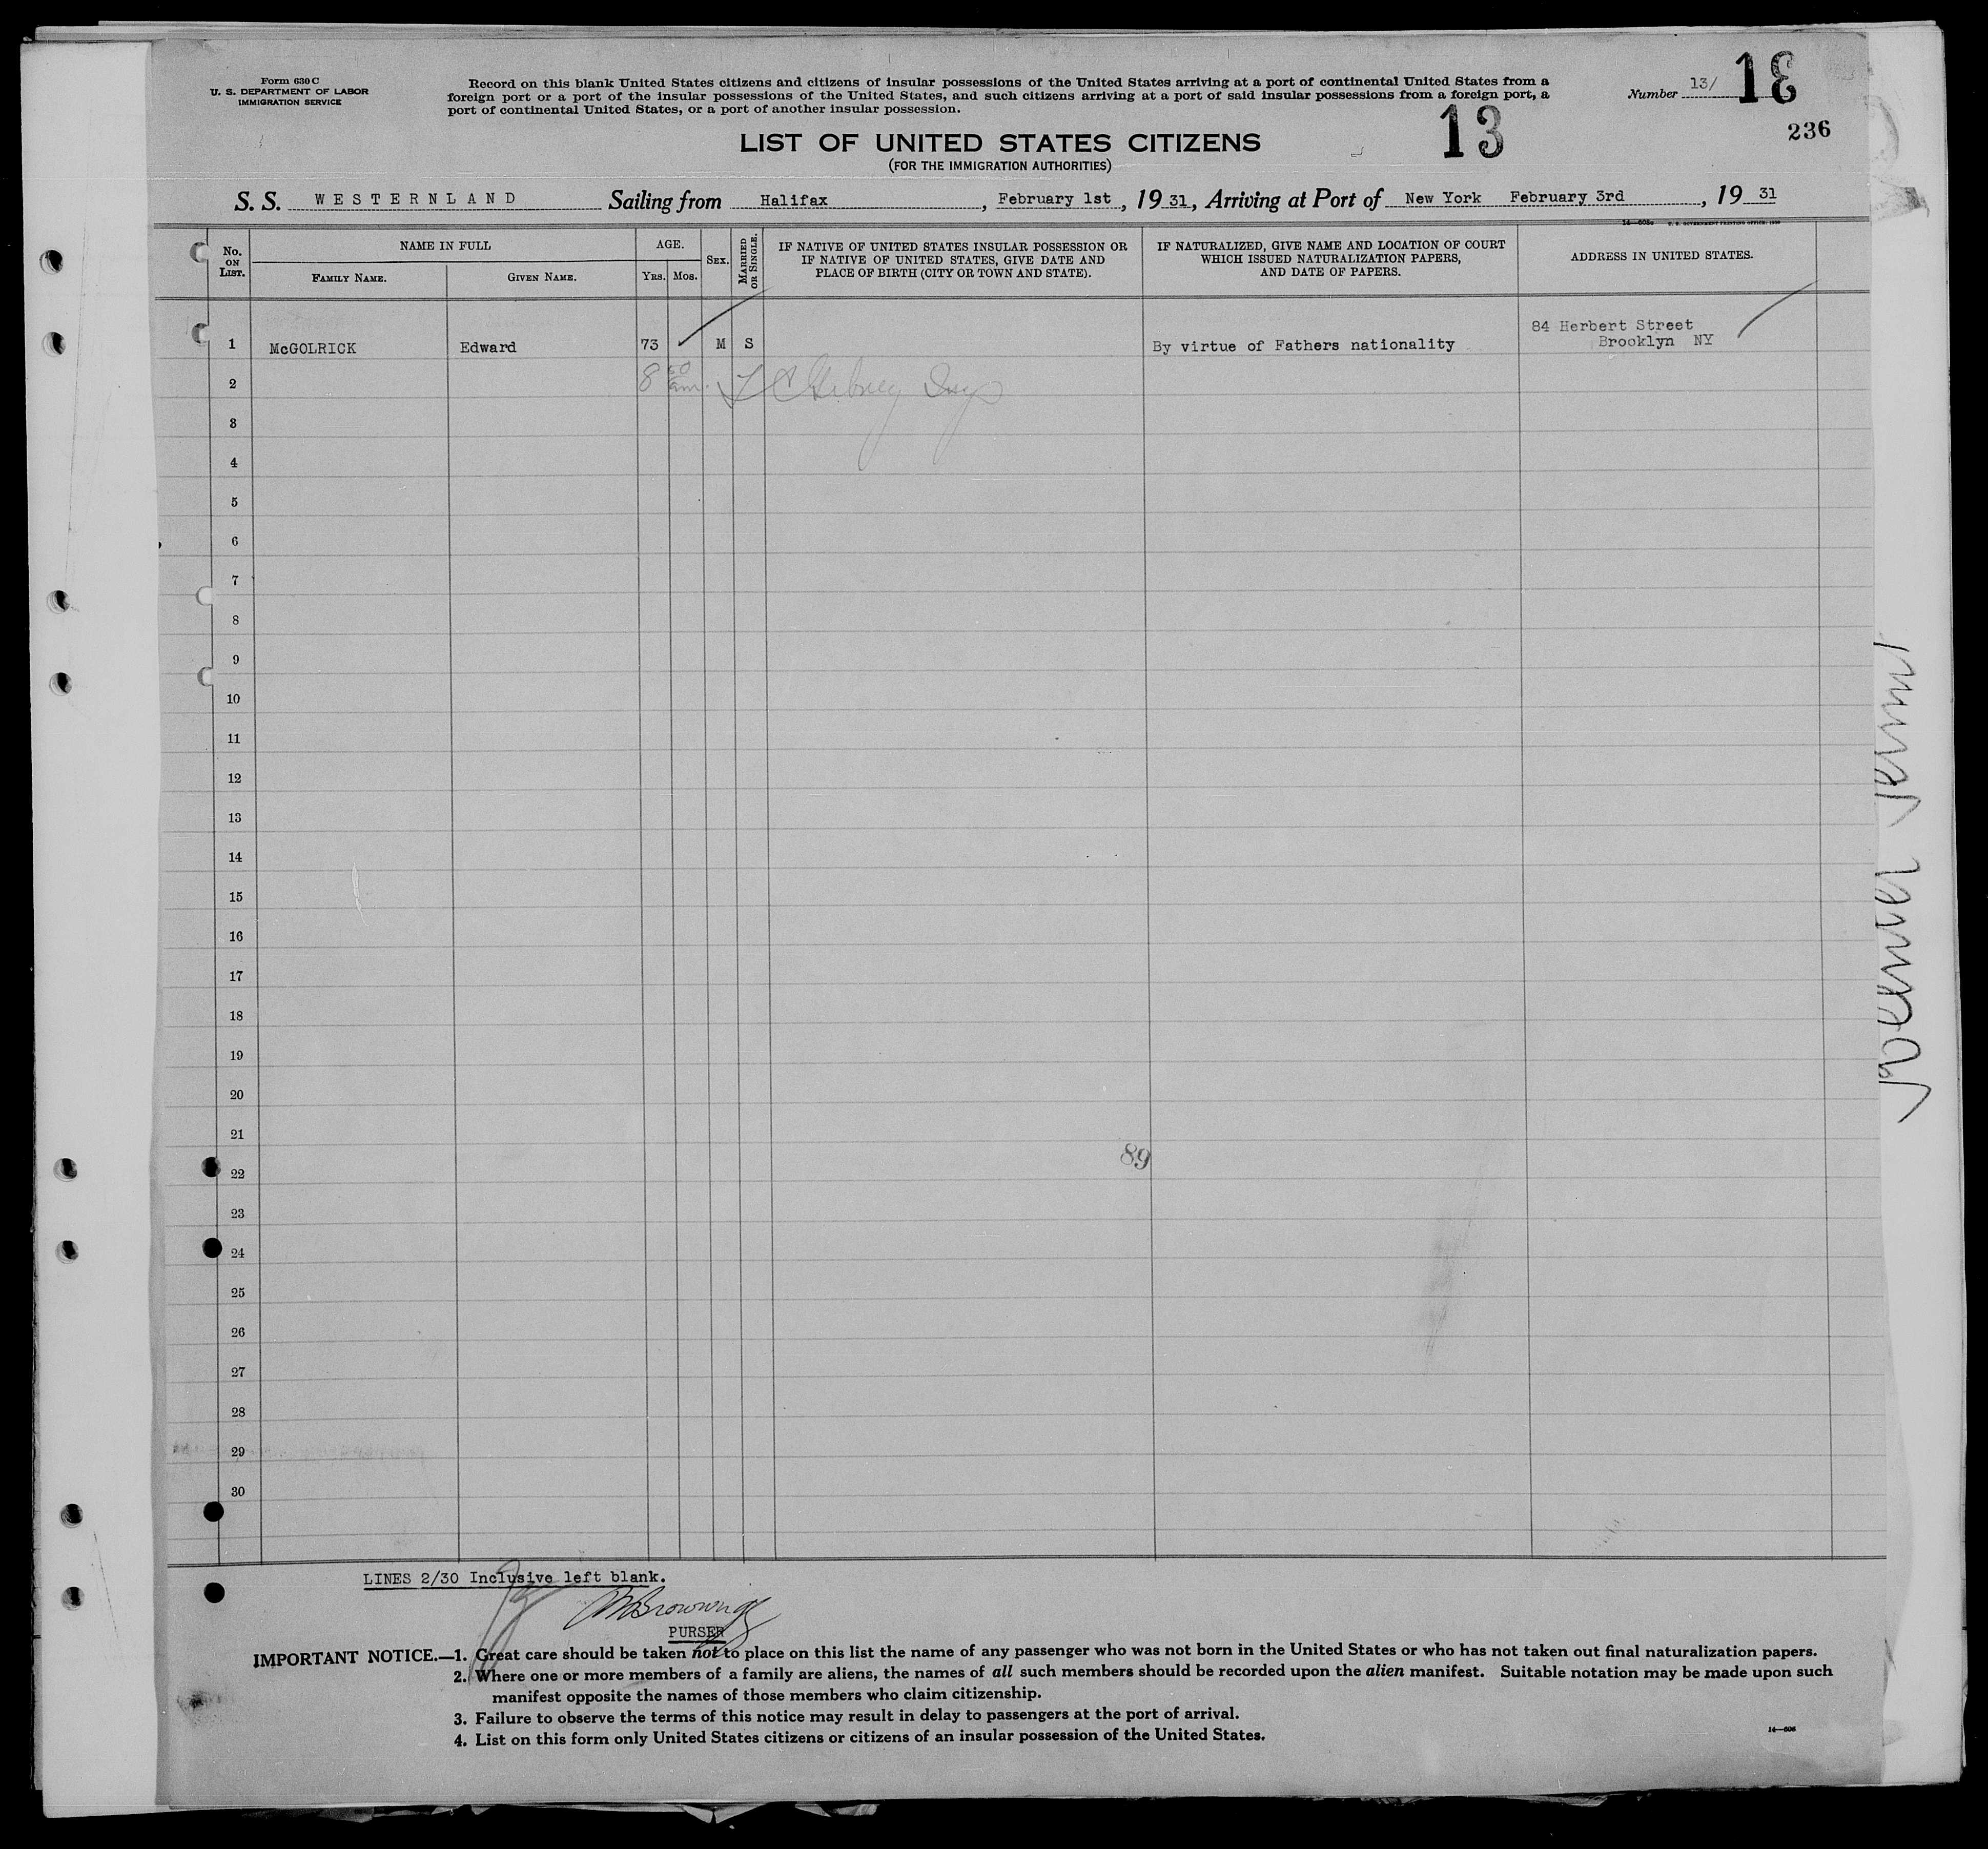 Form 630 C
U. S. DEPARTMENT OF LABOR
IMMIGRATION SERVICE
Record on this blank United States citizens and citizens of insular possessions of the United States arriving at a port of continental United States from a
foreign port or a port of the insular possessions of the United States, and such citizens arriving at a port of said insular possessions from a foreign port, a
port of continental United States, or a port of another insular possession.
Number 13/
13
236
LIST OF UNITED STATES CITIZENS
(FOR THE IMMIGRATION AUTHORITIES)
S. S. WESTERNLAND Sailing from Halifax, February 1st, 19 31, Arriving at Port of New York February 3rd, 19 31
No. ON LIST.
NAME IN FULL
FAMILY NAME.
GIVEN NAME.
AGE.
YRS. MOS.
SEX.
MARRIED OR SINGLE.
IF NATIVE OF UNITED STATES INSULAR POSSESSION OR
IF NATIVE OF UNITED STATES, GIVE DATE AND
PLACE OF BIRTH (CITY OR TOWN AND STATE).
IF NATURALIZED, GIVE NAME AND LOCATION OF COURT
WHICH ISSUED NATURALIZATION PAPERS,
AND DATE OF PAPERS.
ADDRESS IN UNITED STATES.
84 Herbert Street
1 McGOLRICK Edward 73 M S By virtue of Fathers nationality Brooklyn NY
2 8 50 am.
3
4
5
6
7
8
9
10
11
12
13
14
15
16
17
18
19
20
21
89
22
23
24
25
26
27
28
29
30
LINES 2/30 Inclusive left blank.
PURSER
IMPORTANT NOTICE.—1. Great care should be taken not to place on this list the name of any passenger who was not born in the United States or who has not taken out final naturalization papers.
2. Where one or more members of a family are aliens, the names of all such members should be recorded upon the alien manifest. Suitable notation may be made upon such
manifest opposite the names of those members who claim citizenship.
3. Failure to observe the terms of this notice may result in delay to passengers at the port of arrival.
4. List on this form only United States citizens or citizens of an insular possession of the United States.
14—606